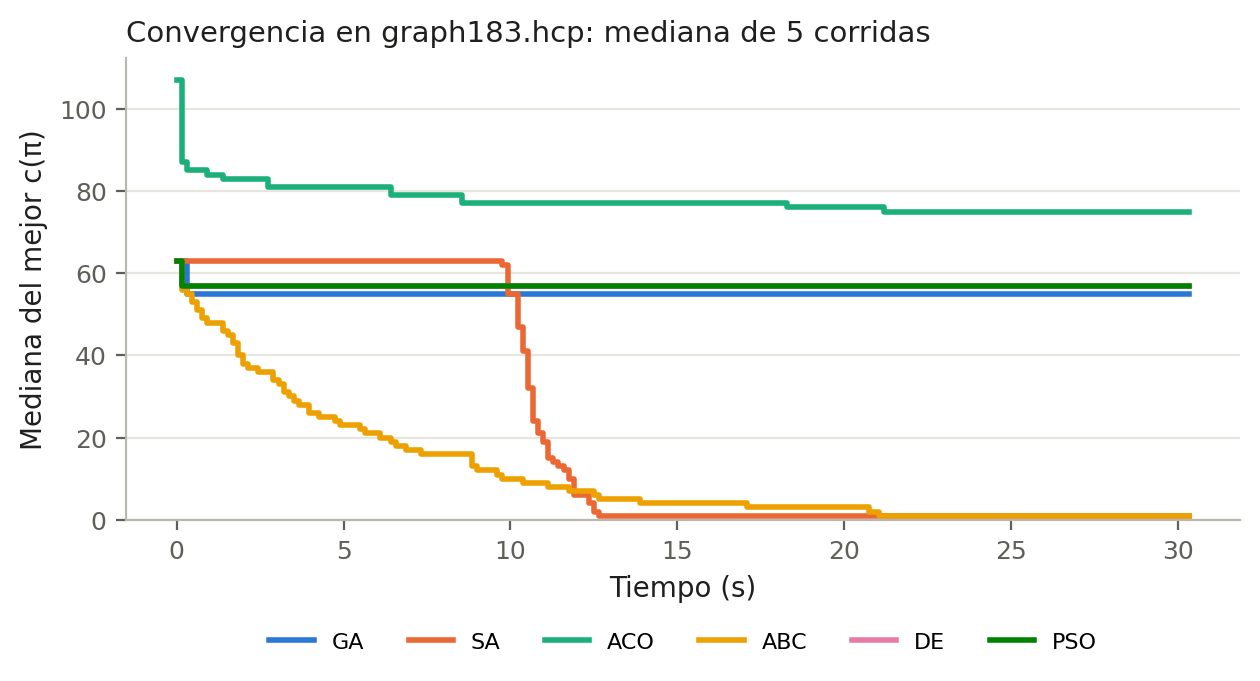 Convergencia en graph183.hcp: mediana de 5 corridas
Mediana del mejor c(π)
100
80
60
40
20
0
0 5 10 15 20 25 30
Tiempo (s)
GA SA ACO ABC DE PSO